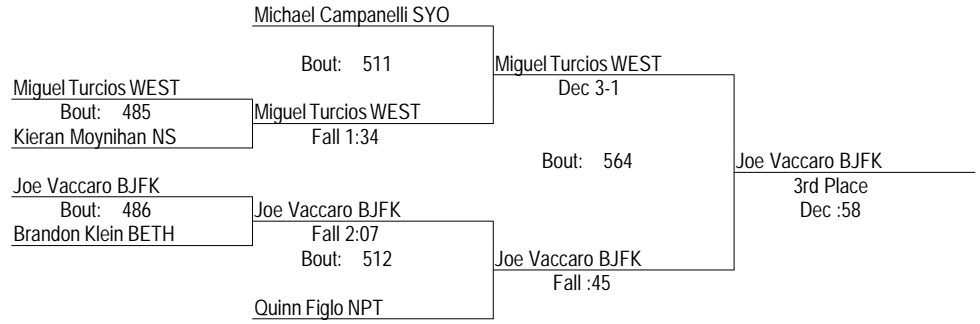 Michael Campanelli SYO
Bout: 511
Miguel Turcios WEST
Dec 3-1
Miguel Turcios WEST
Bout: 485
Miguel Turcios WEST
Kieran Moynihan NS
Fall 1:34
Bout: 564
Joe Vaccaro BJFK
3rd Place
Dec :58
Joe Vaccaro BJFK
Bout: 486
Joe Vaccaro BJFK
Brandon Klein BETH
Fall 2:07
Bout: 512
Joe Vaccaro BJFK
Fall :45
Quinn Figlo NPT